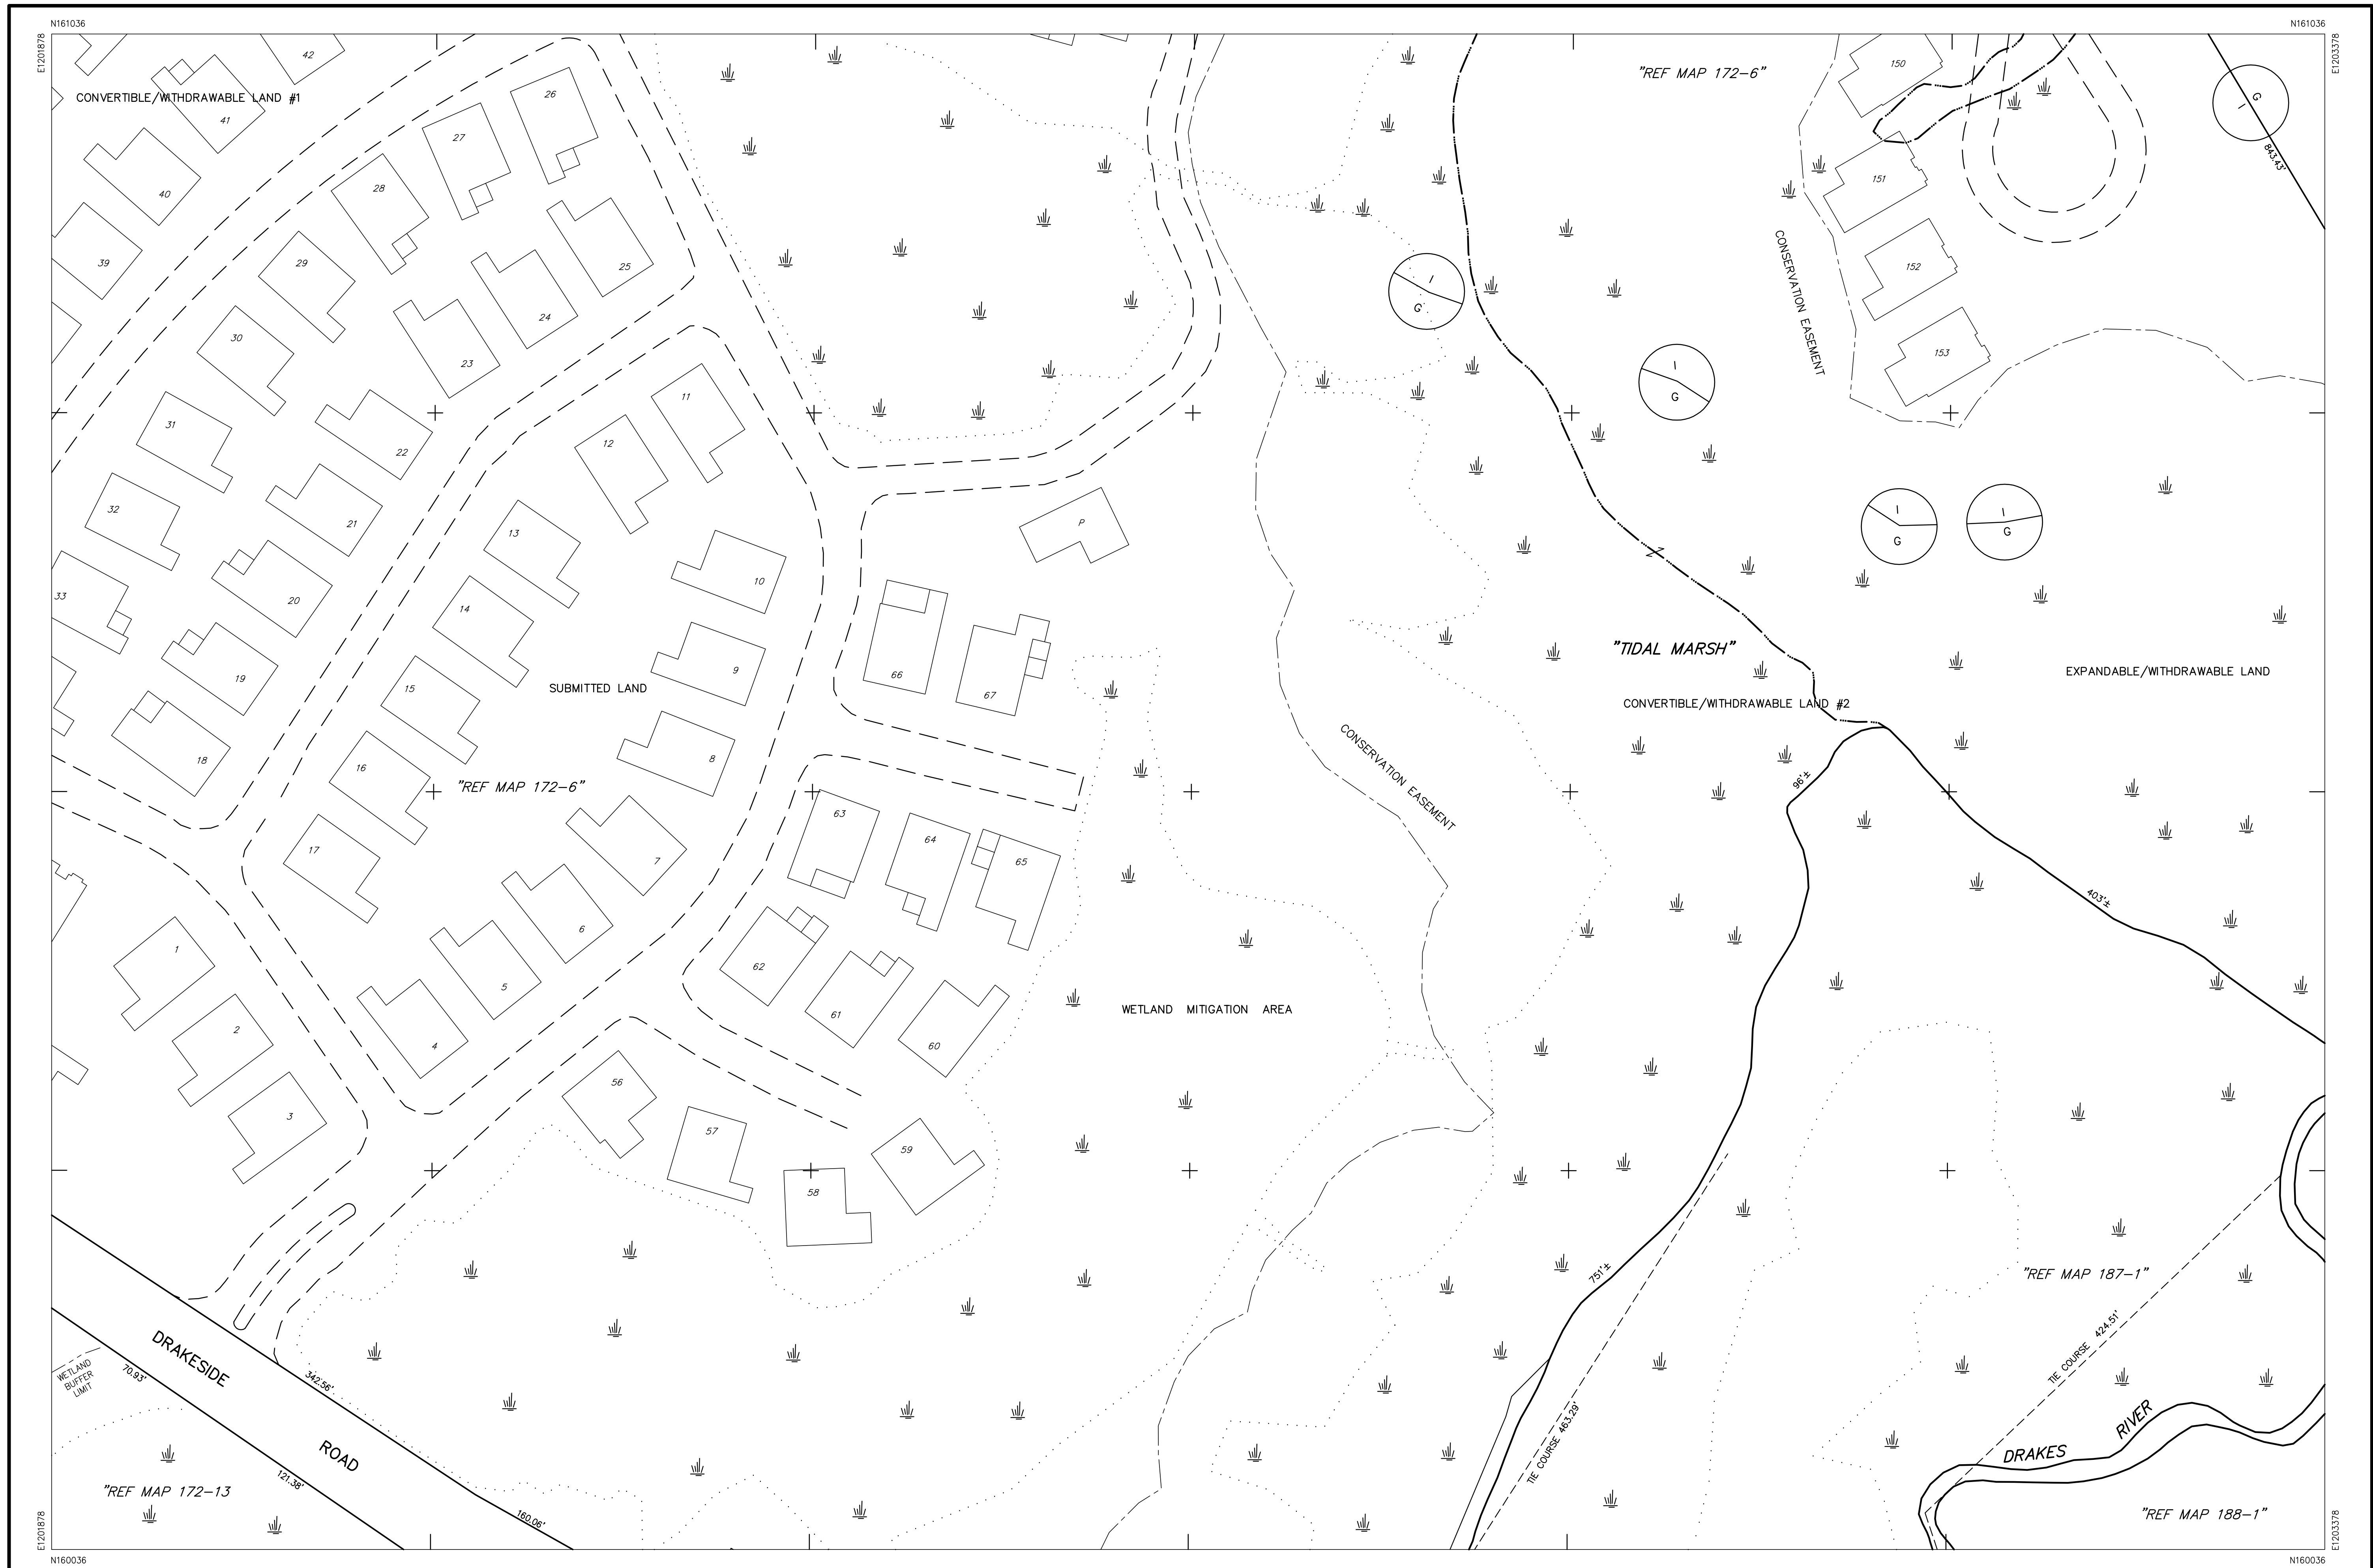 N161036
N161036
E1201878
E1203378
42
CONVERTIBLE/WITHDRAWABLE LAND #1
41
40
39
26
27
28
29
30
31
32
33
25
24
23
22
21
20
19
18
11
12
13
14
15
16
17
10
9
8
7
6
5
4
SUBMITTED LAND
"REF MAP 172-6"
1
2
3
P
66
67
63
64
65
62
61
60
56
57
58
59
"REF MAP 172-6"
150
151
152
153
I
G
843.43'
CONSERVATION EASEMENT
I
G
I
G
I
G
I
G
Z
"TIDAL MARSH"
CONVERTIBLE/WITHDRAWABLE LAND #2
EXPANDABLE/WITHDRAWABLE LAND
CONSERVATION EASEMENT
96'±
403'±
WETLAND MITIGATION AREA
751'±
TIE COURSE 463.29'
"REF MAP 187-1"
TIE COURSE 424.51'
DRAKES RIVER
"REF MAP 188-1"
DRAKESIDE ROAD
342.56'
160.06'
70.93'
121.38'
WETLAND
BUFFER
LIMIT
"REF MAP 172-13
E1201878
E1203378
N160036
N160036